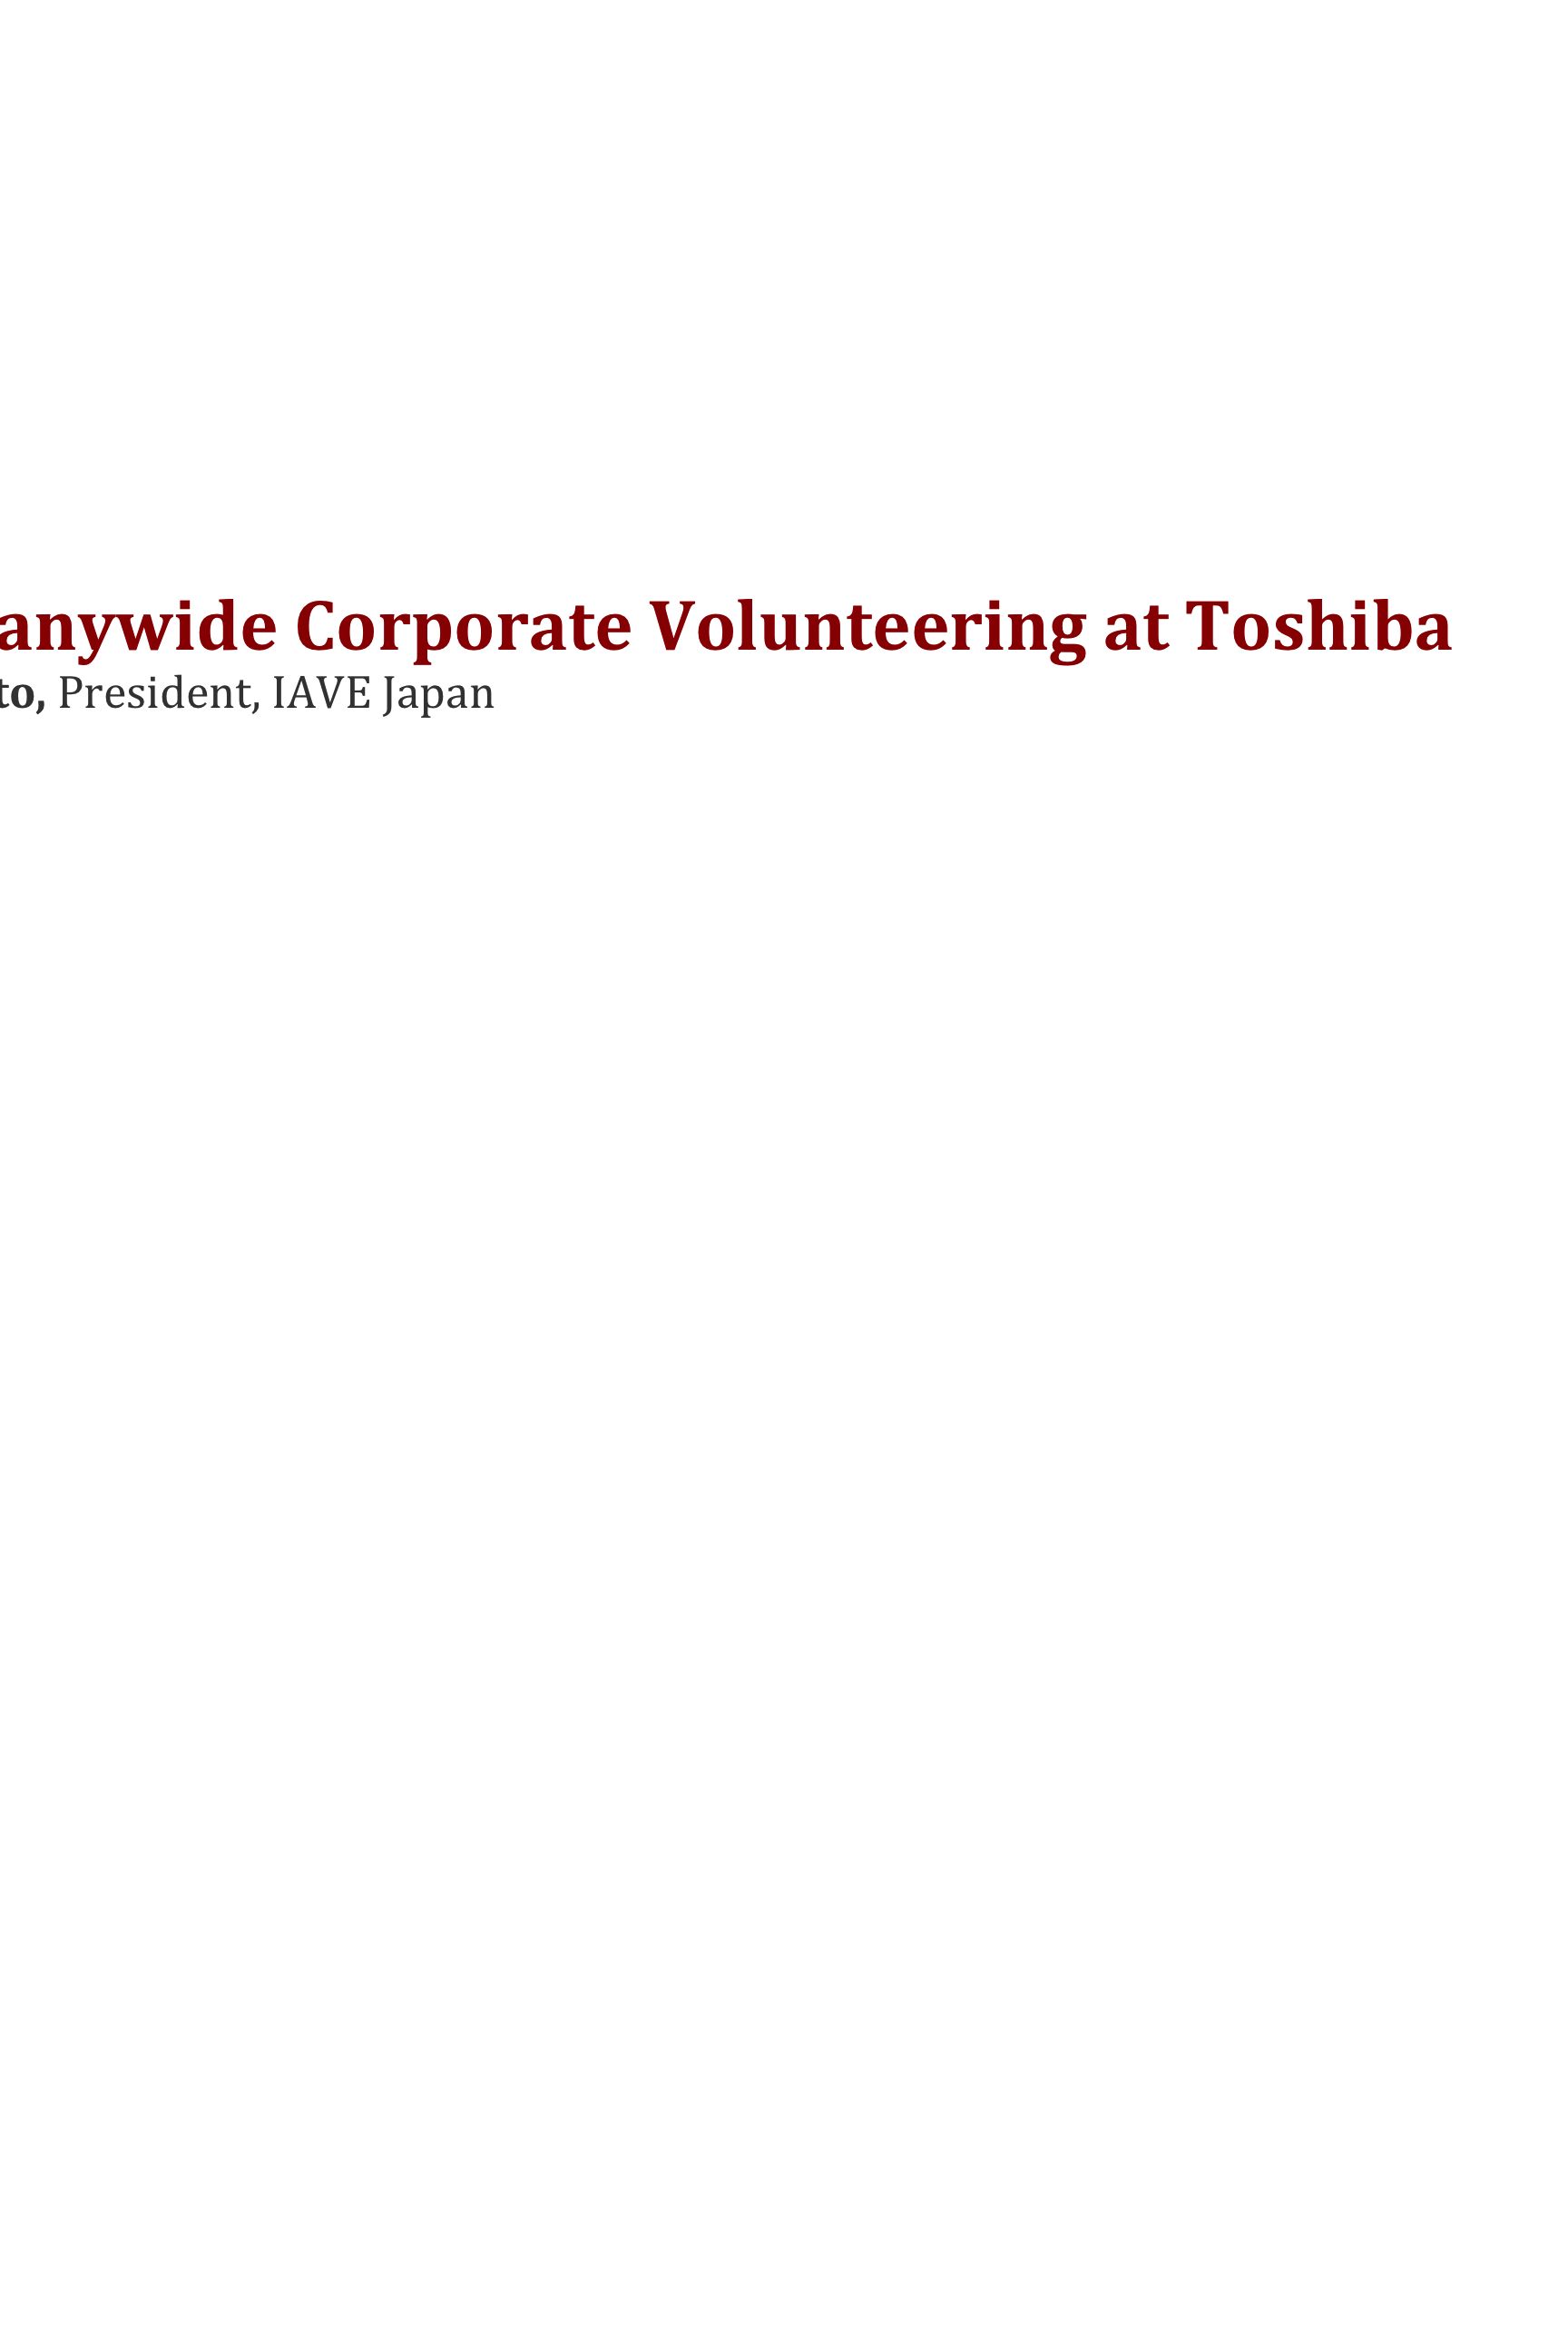 anywide Corporate Volunteering at Toshiba
to, President, IAVE Japan